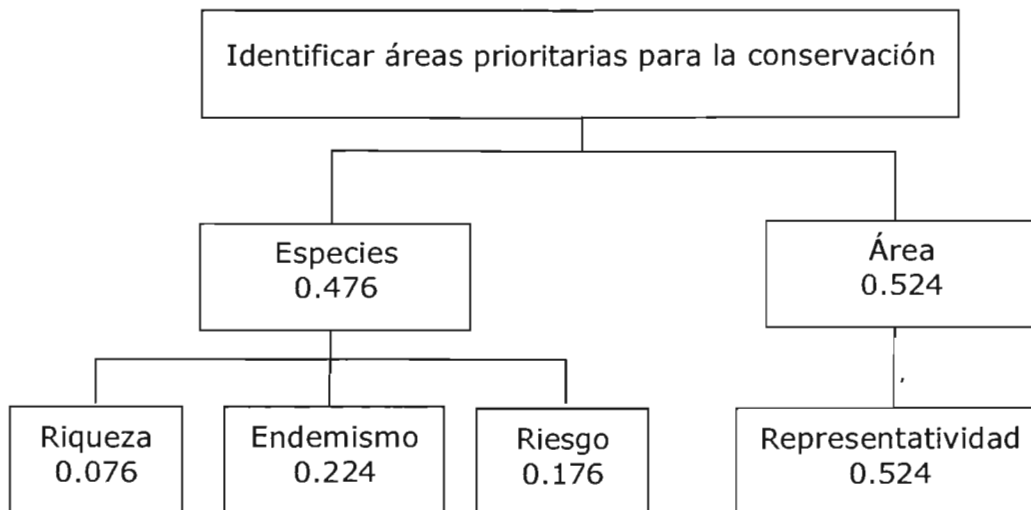 Identificar áreas prioritarias para la conservación
Especies
0.476
Área
0.524
Riqueza
0.076
Endemismo
0.224
Riesgo
0.176
Representatividad
0.524